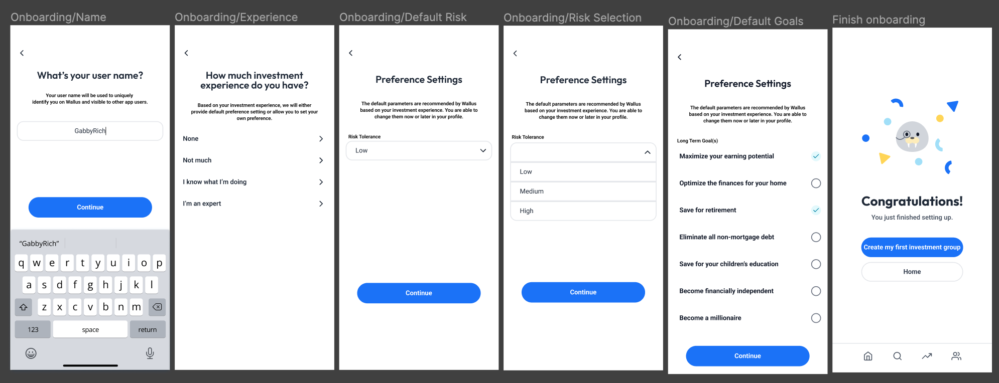 Onboarding/Name
What's your user name?
Your user name will be used to uniquely
identify you on Wallus and visible to other app users.
GabbyRich
Continue
“GabbyRich”
q w e r t y u i o p
a s d f g h j k l
z x c v b n m
123 space return
Onboarding/Experience
How much investment
experience do you have?
Based on your investment experience, we will either
provide default preference setting or allow you to set your
own preference.
None
Not much
I know what I'm doing
I'm an expert
Onboarding/Default Risk
Preference Settings
The default parameters are recommended by Wallus
based on your investment experience. You are able to
change them now or later in your profile.
Risk Tolerance
Low
Continue
Onboarding/Risk Selection
Preference Settings
The default parameters are recommended by Wallus
based on your investment experience. You are able to
change them now or later in your profile.
Risk Tolerance
Low
Medium
High
Continue
Onboarding/Default Goals
Preference Settings
The default parameters are recommended by Wallus
based on your investment experience. You are able to
change them now or later in your profile.
Long Term Goal(s)
Maximize your earning potential
Optimize the finances for your home
Save for retirement
Eliminate all non-mortgage debt
Save for your children's education
Become financially independent
Become a millionaire
Continue
Finish onboarding
Congratulations!
You just finished setting up.
Create my first investment group
Home